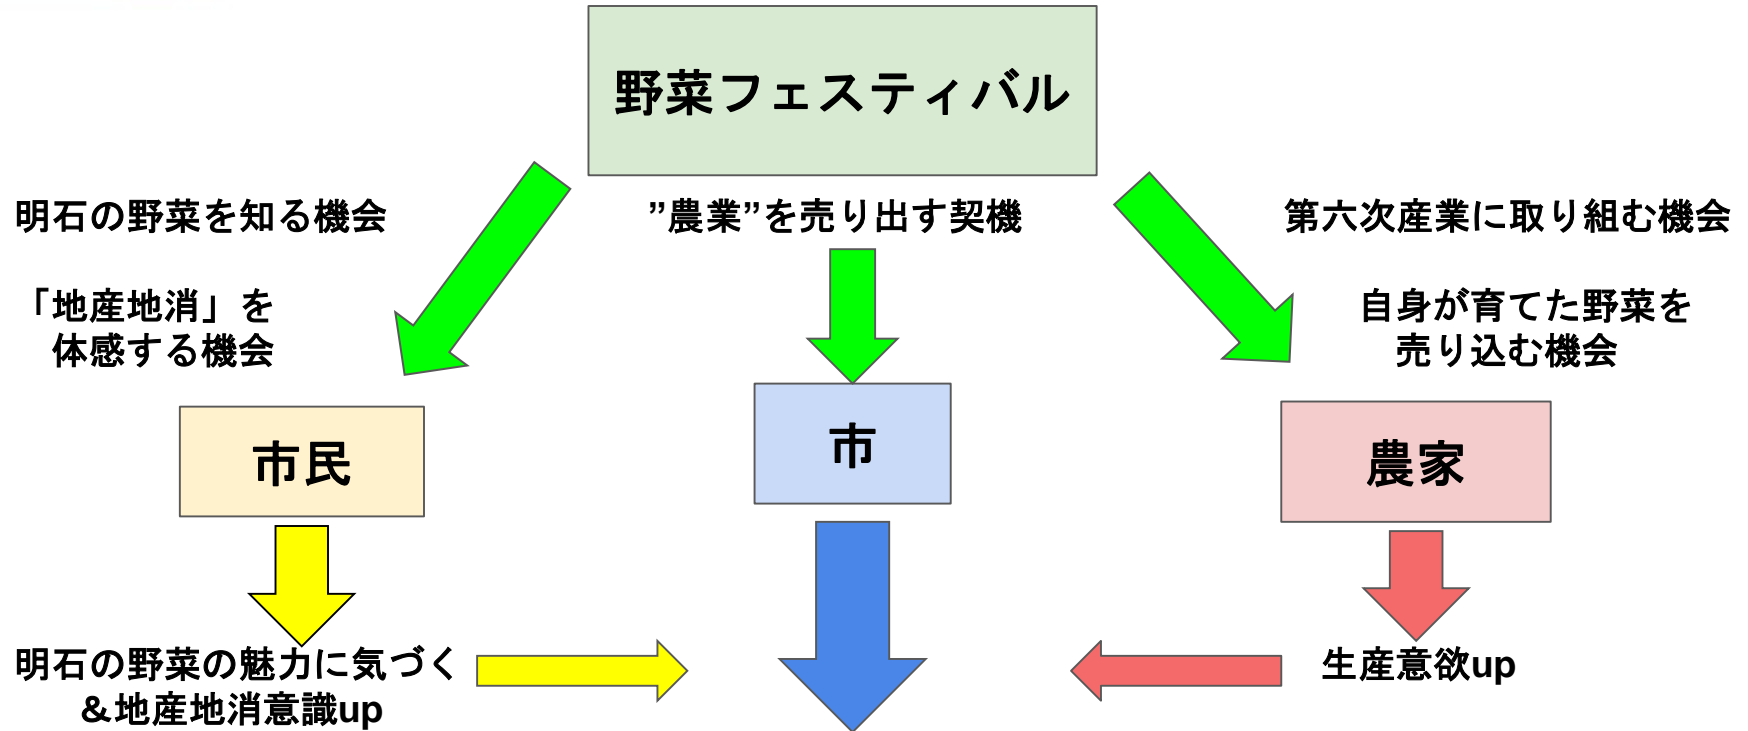 野菜フェスティバル
明石の野菜を知る機会
「地産地消」を
体感する機会
”農業”を売り出す契機
第六次産業に取り組む機会
自身が育てた野菜を
売り込む機会
市民
市
農家
明石の野菜の魅力に気づく
＆地産地消意識up
生産意欲up